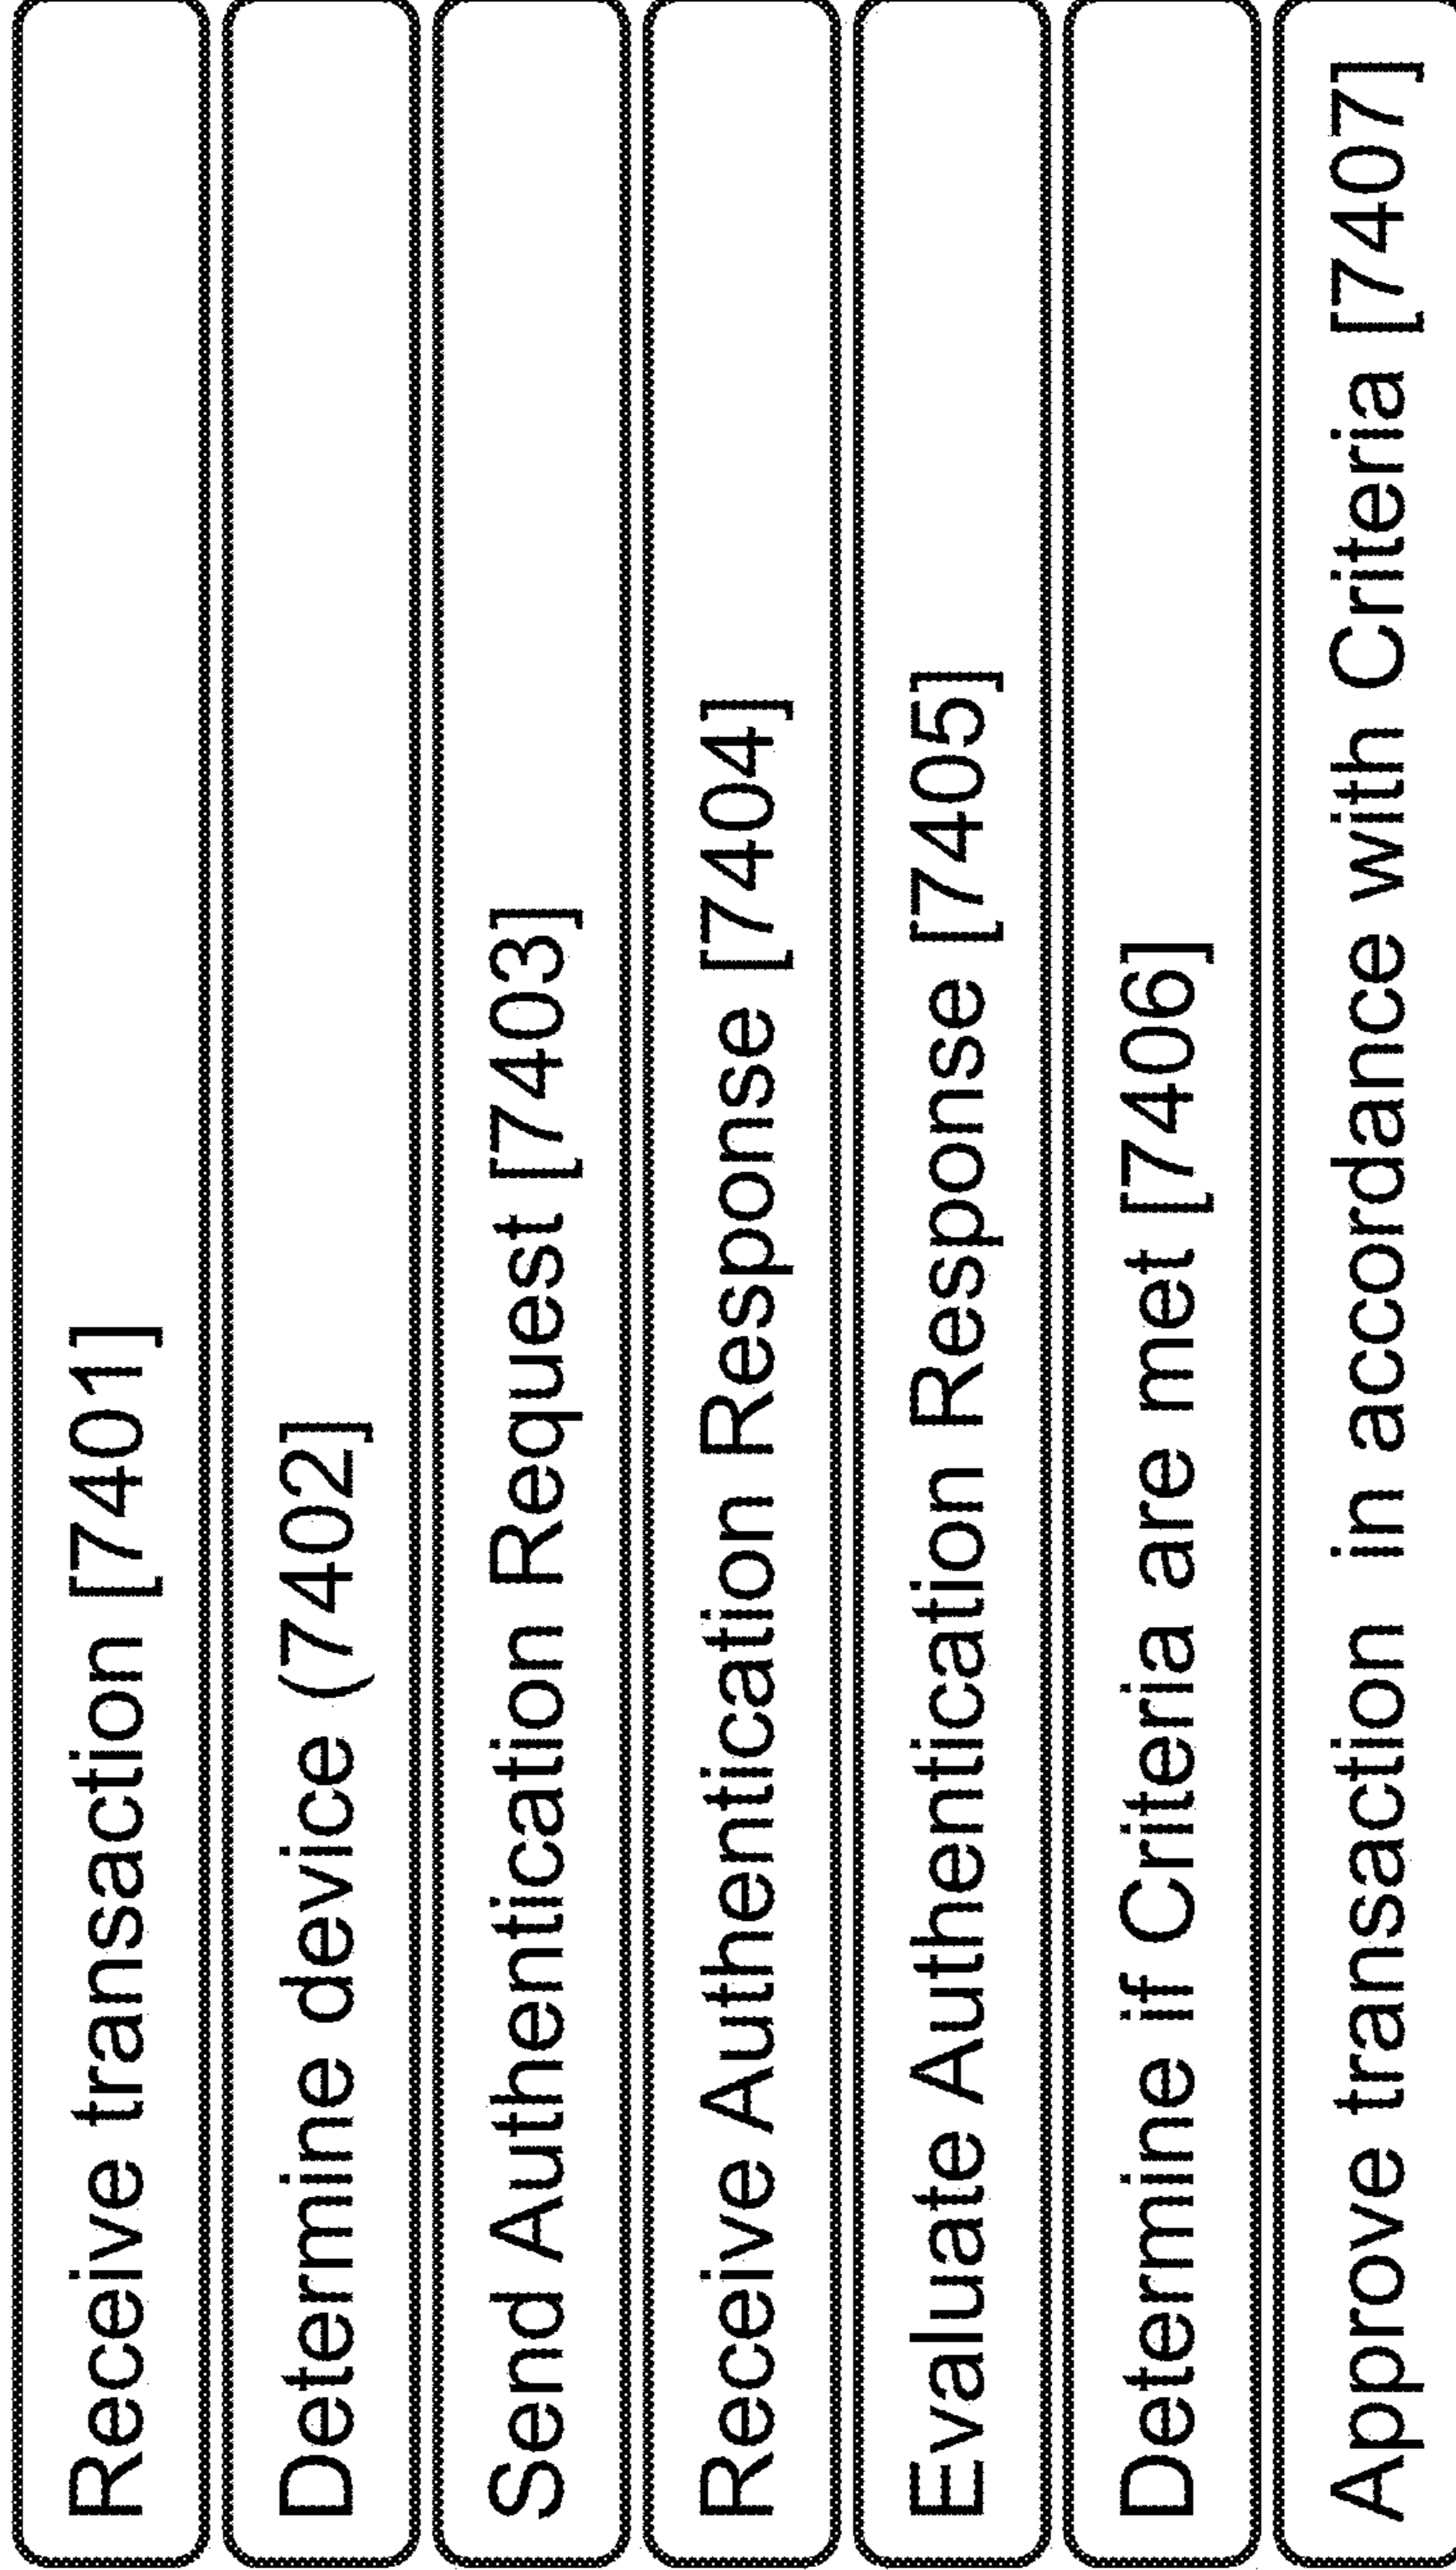 Receive transaction [7401]
Determine device (7402]
Send Authentication Request [7403]
Receive Authentication Response [7404]
Evaluate Authentication Response [7405]
Determine if Criteria are met [7406]
Approve transaction  in accordance with Criteria [7407]